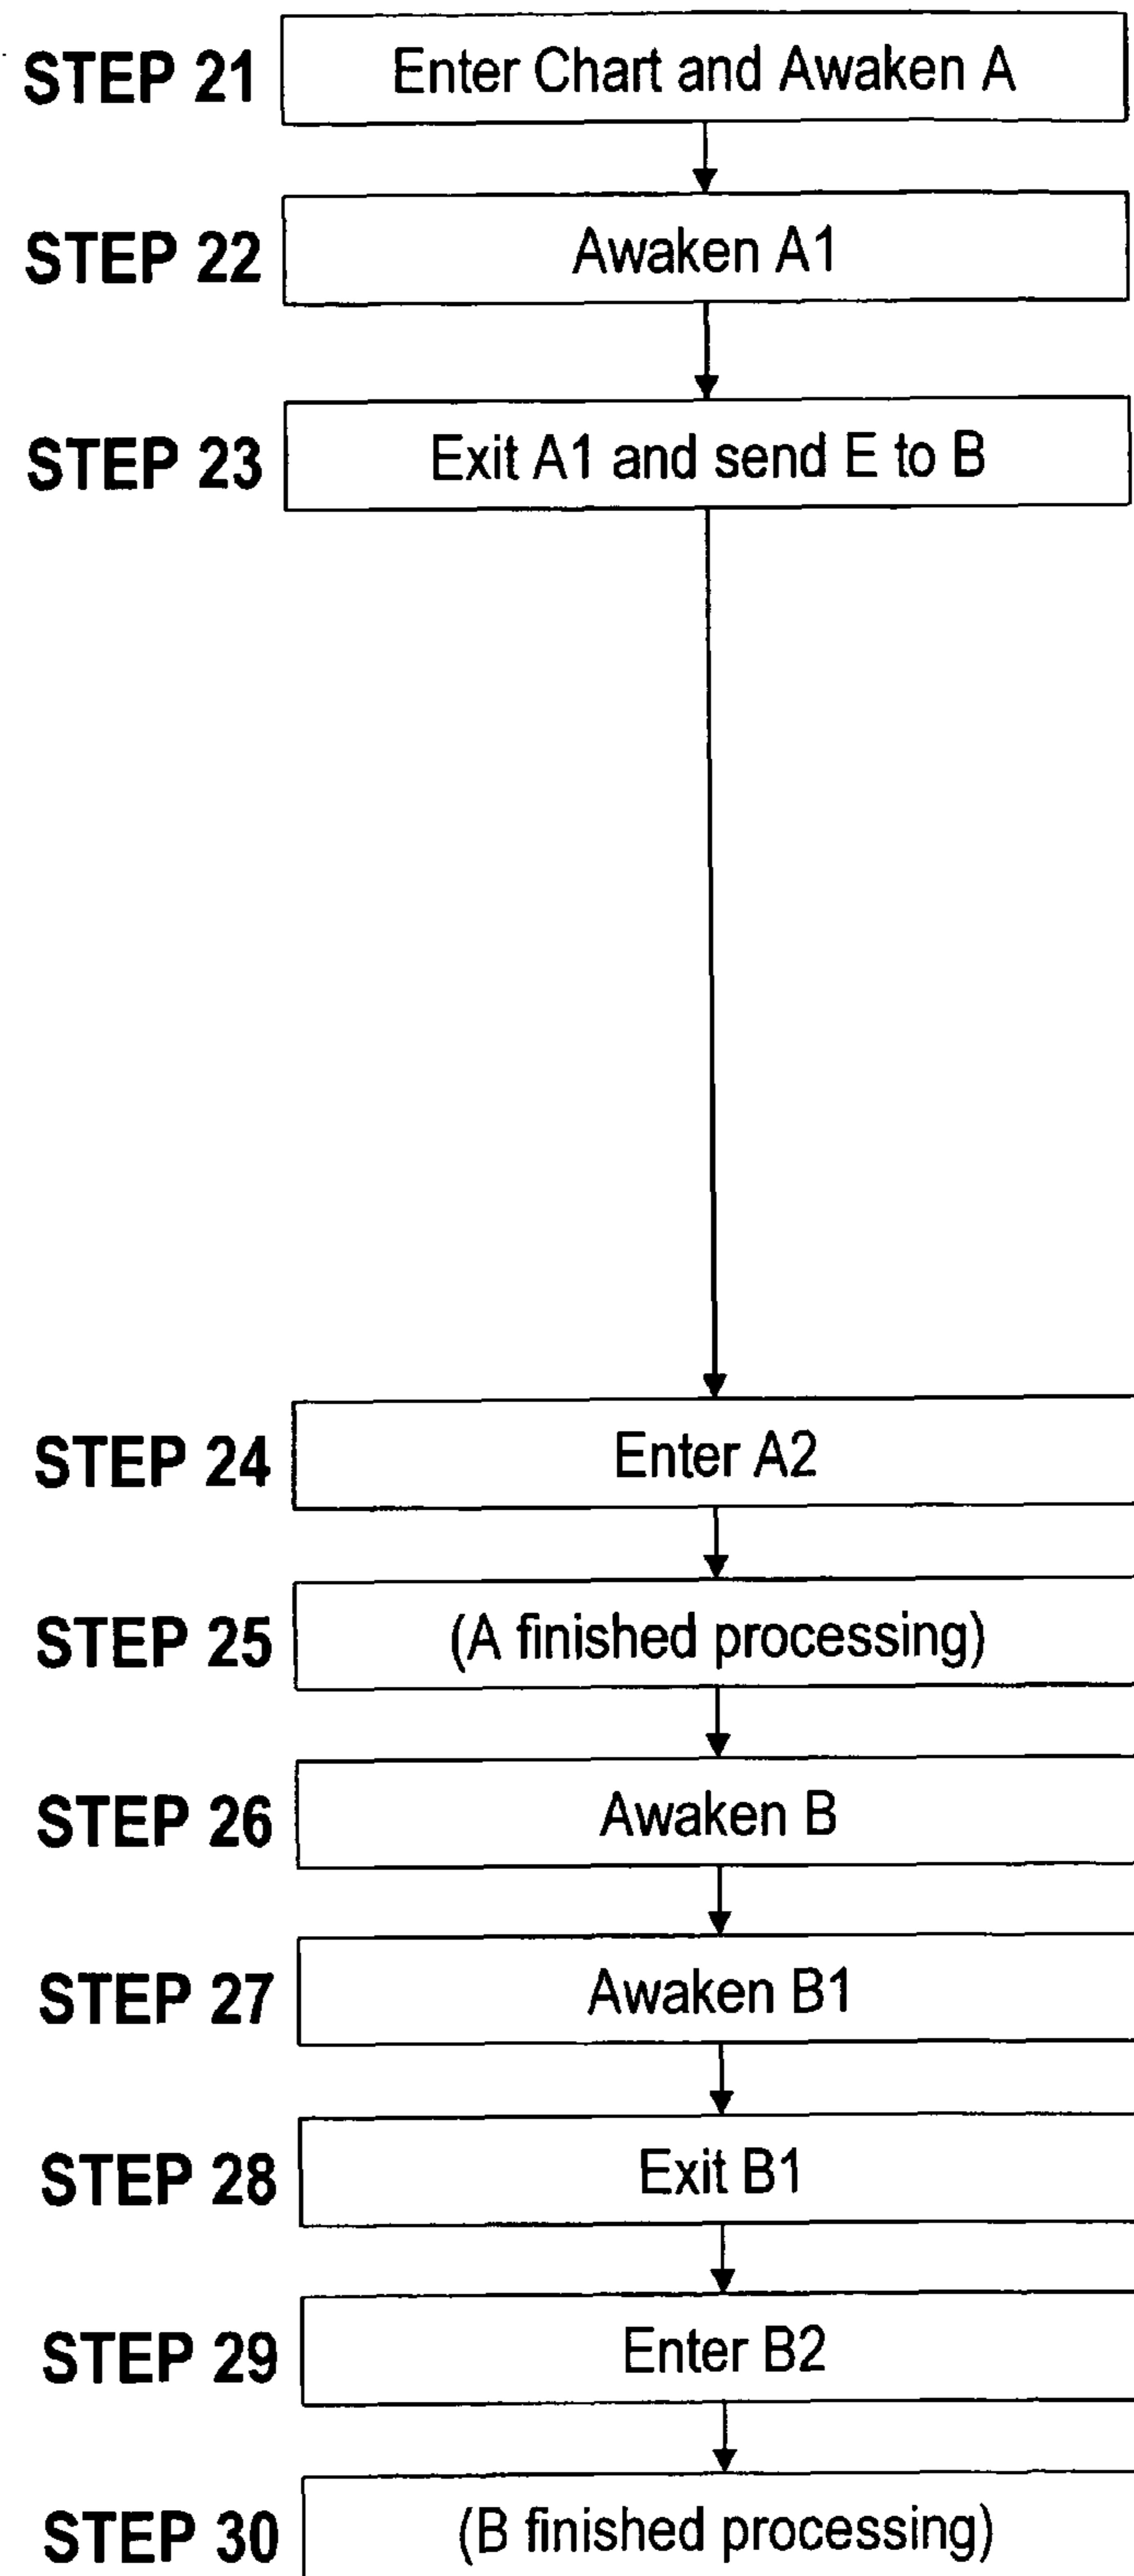 STEP 21 Enter Chart and Awaken A
STEP 22 Awaken A1
STEP 23 Exit A1 and send E to B
STEP 24 Enter A2
STEP 25 (A finished processing)
STEP 26 Awaken B
STEP 27 Awaken B1
STEP 28 Exit B1
STEP 29 Enter B2
STEP 30 (B finished processing)